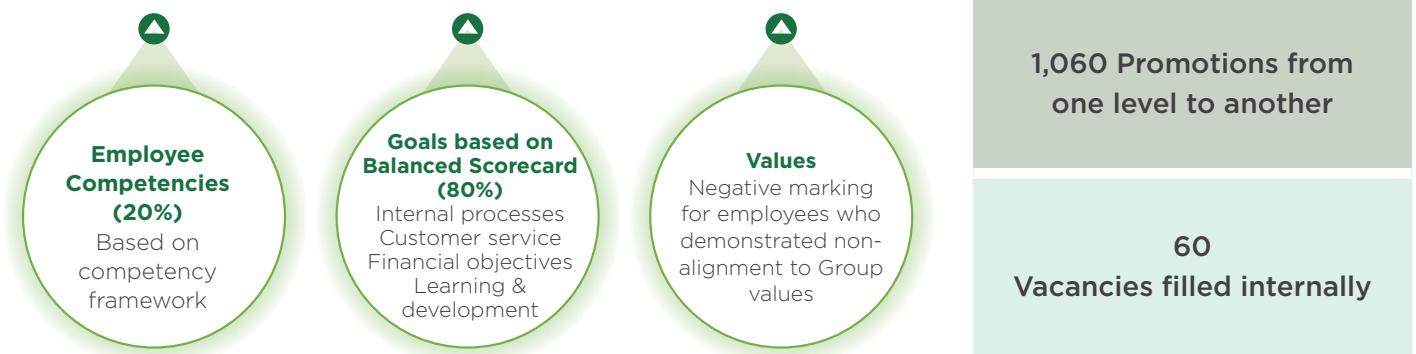 Employee
Competencies
(20%)
Based on
competency
framework
Goals based on
Balanced Scorecard
(80%)
Internal processes
Customer service
Financial objectives
Learning &
development
Values
Negative marking
for employees who
demonstrated non-
alignment to Group
values
1,060 Promotions from
one level to another
60
Vacancies filled internally